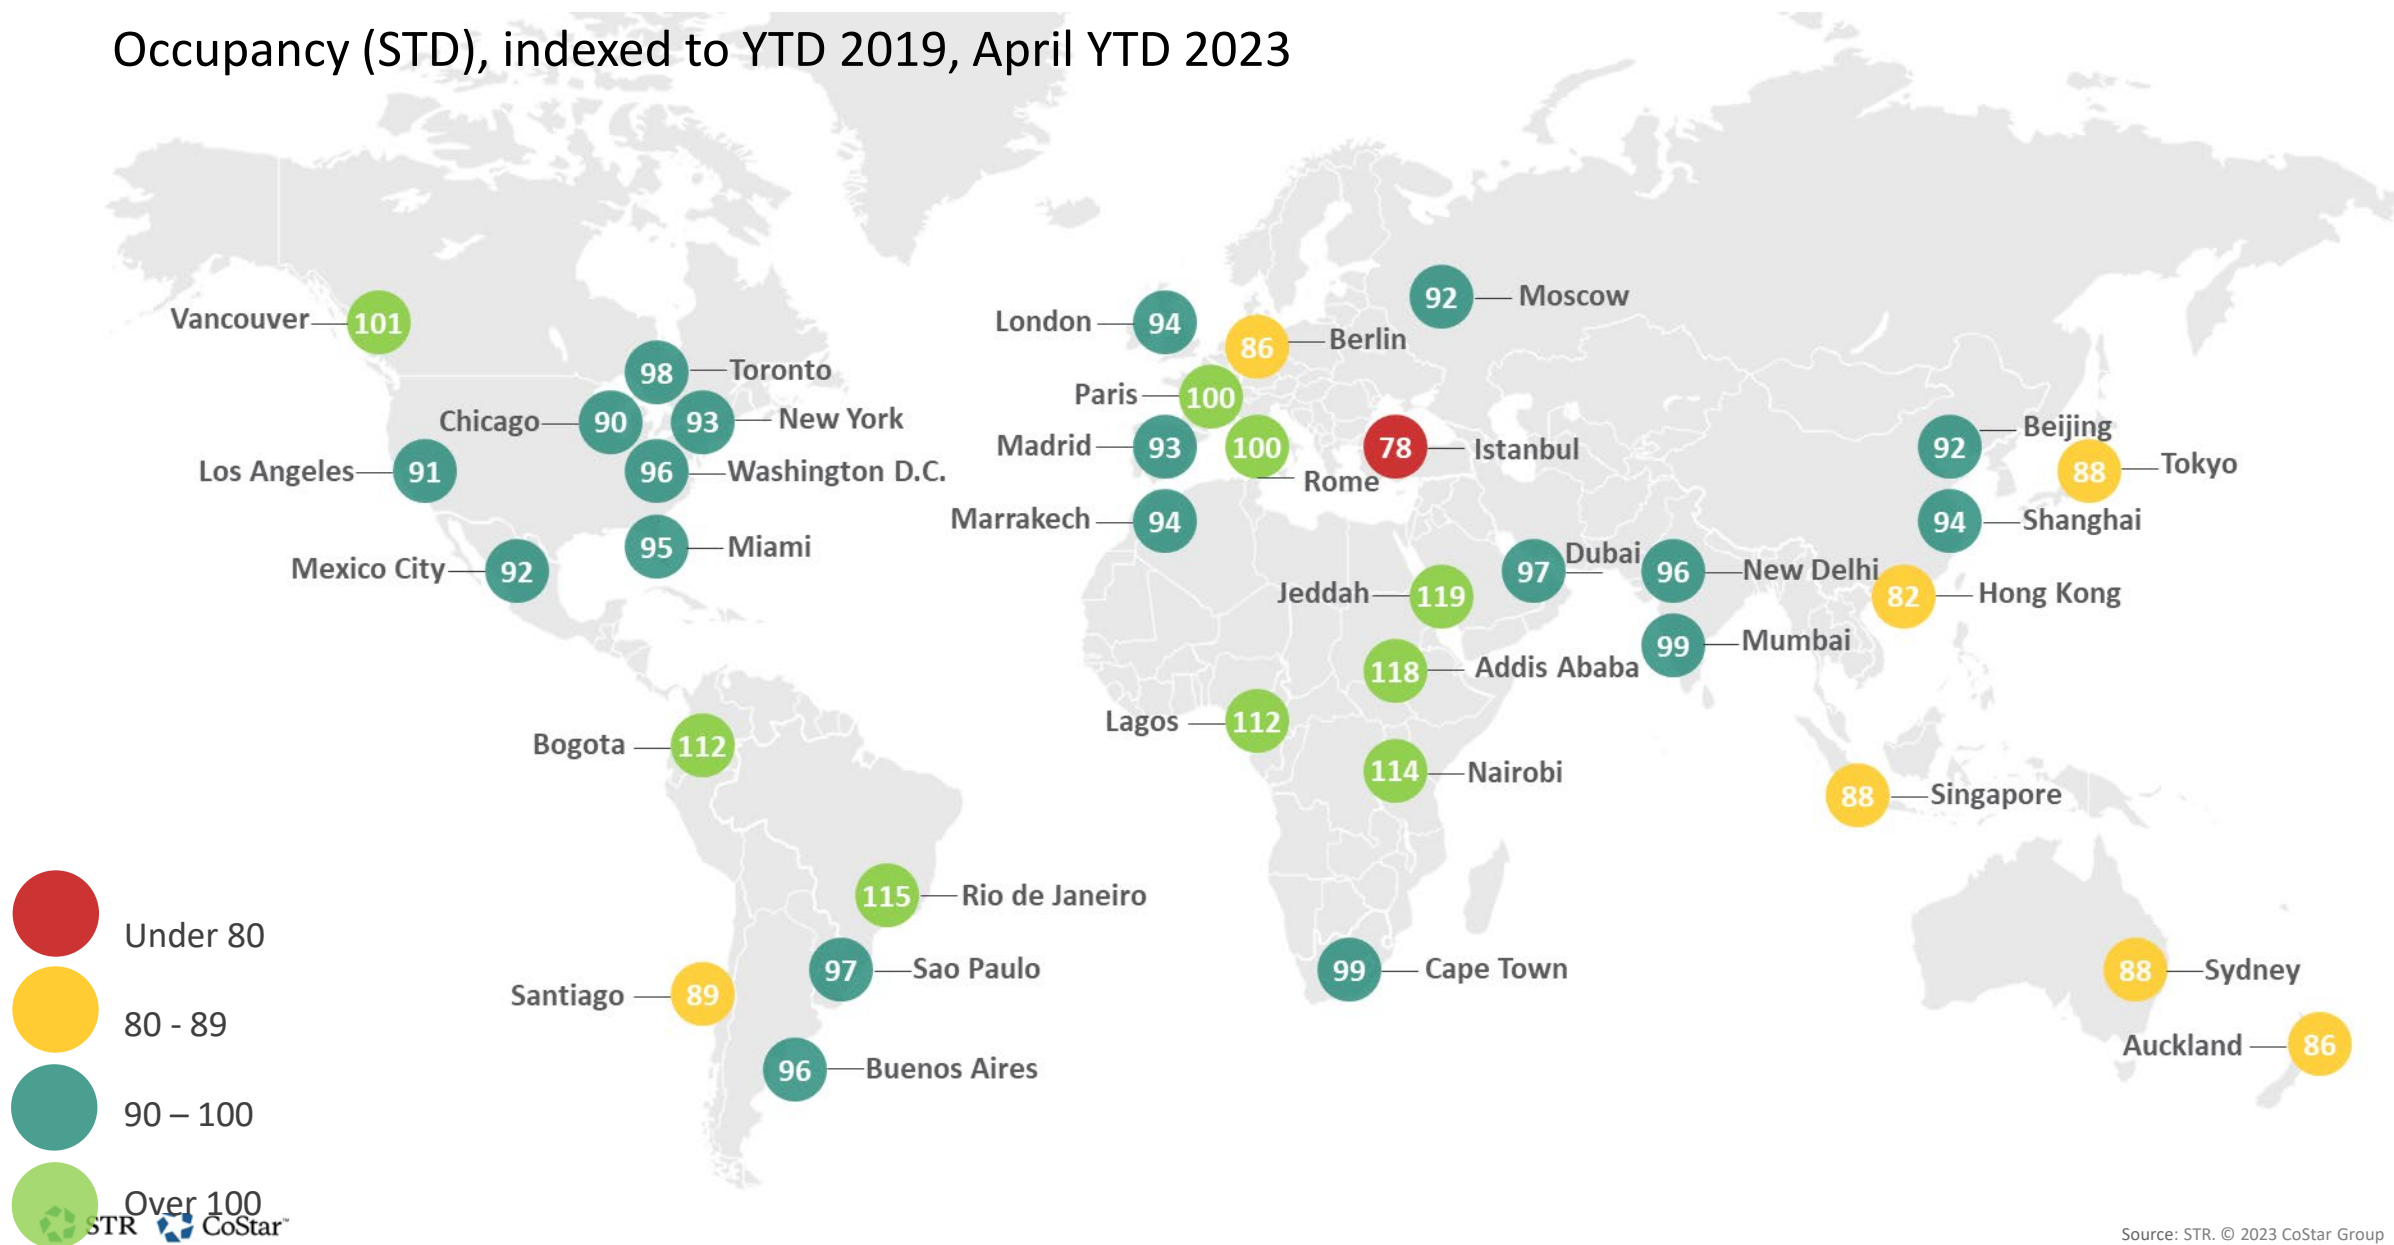 Occupancy (STD), indexed to YTD 2019, April YTD 2023
Vancouver 101
98 Toronto
Chicago 90
93 New York
Los Angeles 91
96 Washington D.C.
95 Miami
Mexico City 92
Bogota 112
115 Rio de Janeiro
97 Sao Paulo
Santiago 89
96 Buenos Aires
London 94
92 Moscow
86 Berlin
Paris 100
Madrid 93
100 Rome
78 Istanbul
Marrakech 94
Jeddah 119
97 Dubai
96 New Delhi
99 Mumbai
118 Addis Ababa
Lagos 112
114 Nairobi
99 Cape Town
92 Beijing
88 Tokyo
94 Shanghai
82 Hong Kong
88 Singapore
88 Sydney
Auckland 86
Under 80
80 - 89
90 – 100
Over 100
STR CoStar™
Source: STR. © 2023 CoStar Group